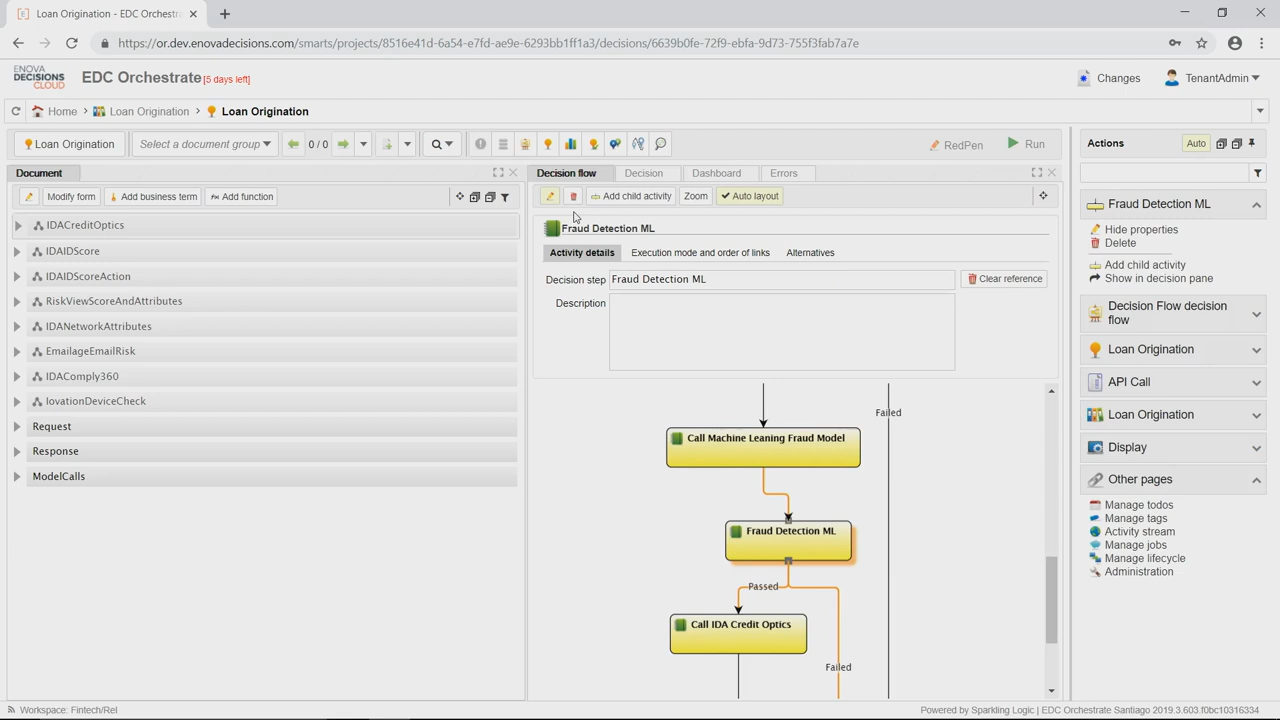 Loan Origination - EDC Orchestra
https://or.dev.enovadecisions.com/smarts/projects/8516e41d-6a54-e7fd-ae9e-6293bb1ff1a3/decisions/6639b0fe-72f9-ebfa-9d73-755f3fab7a7e
ENOVA
DECISIONS
CLOUD
EDC Orchestrate [5 days left]
Changes
TenantAdmin
Home
Loan Origination
Loan Origination
Loan Origination
Select a document group
0 / 0
RedPen
Run
Document
Modify form
Add business term
Add function
IDACreditOptics
IDAIDScore
IDAIDScoreAction
RiskViewScoreAndAttributes
IDANetworkAttributes
EmailageEmailRisk
IDAComply360
IovationDeviceCheck
Request
Response
ModelCalls
Decision flow
Decision
Dashboard
Errors
Add child activity
Zoom
Auto layout
Fraud Detection ML
Activity details
Execution mode and order of links
Alternatives
Decision step
Fraud Detection ML
Clear reference
Description
Failed
Call Machine Leaning Fraud Model
Fraud Detection ML
Passed
Call IDA Credit Optics
Failed
Actions
Auto
Fraud Detection ML
Hide properties
Delete
Add child activity
Show in decision pane
Decision Flow decision
flow
Loan Origination
API Call
Loan Origination
Display
Other pages
Manage todos
Manage tags
Activity stream
Manage jobs
Manage lifecycle
Administration
Workspace: Fintech/Rel
Powered by Sparkling Logic | EDC Orchestrate Santiago 2019.3.603.f0bc10316334